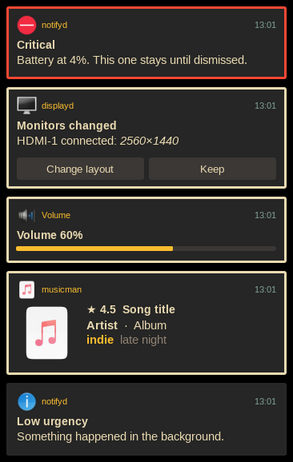 notifyd 13:01
Critical
Battery at 4%. This one stays until dismissed.
displayd 13:01
Monitors changed
HDMI-1 connected: 2560×1440
Change layout Keep
Volume 13:01
Volume 60%
musicman 13:01
★ 4.5 Song title
Artist · Album
indie late night
notifyd 13:01
Low urgency
Something happened in the background.